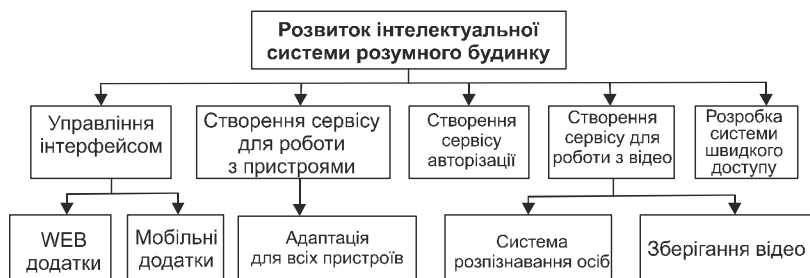 Розвиток інтелектуальної
системи розумного будинку
Управління
інтерфейсом
Створення сервісу
для роботи
з пристроями
Створення
сервісу
авторизації
Створення
сервісу для
роботи з відео
Розробка
системи
швидкого
доступу
WEB
додатки
Мобільні
додатки
Адаптація
для всіх пристроїв
Система
розпізнавання осіб
Зберігання відео